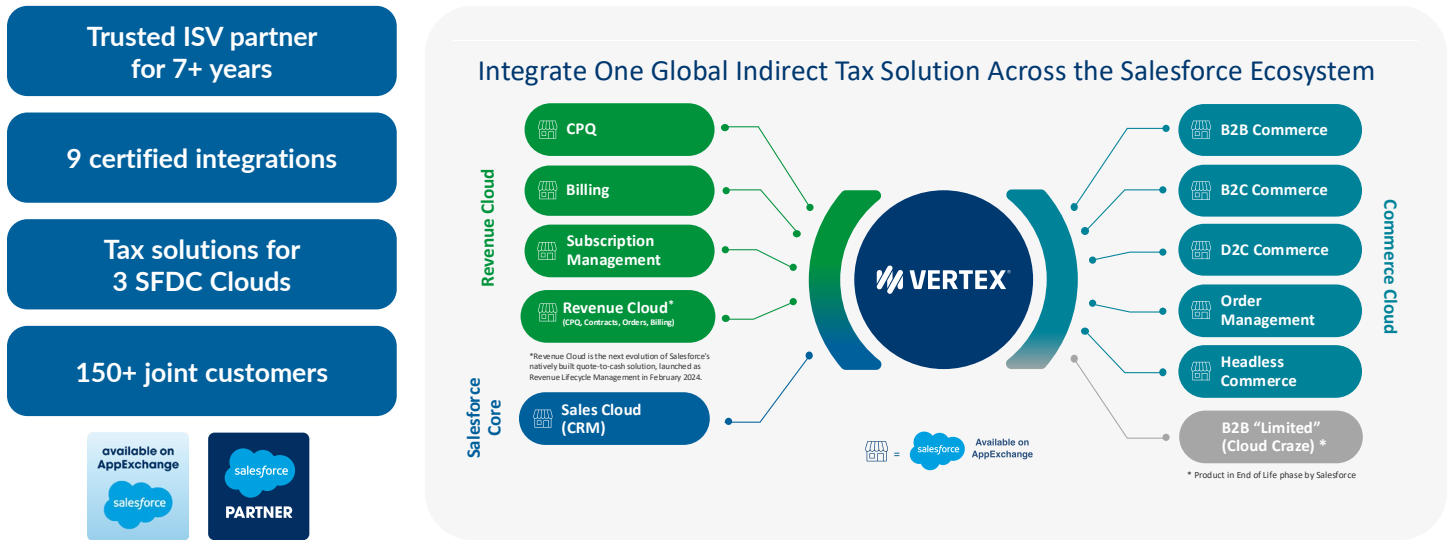 Trusted ISV partner
for 7+ years
9 certified integrations
Tax solutions for
3 SFDC Clouds
150+ joint customers
available on
AppExchange
salesforce
salesforce
PARTNER
Integrate One Global Indirect Tax Solution Across the Salesforce Ecosystem
Revenue Cloud
CPQ
Billing
Subscription
Management
Revenue Cloud*
(CPQ, Contracts, Orders, Billing)
*Revenue Cloud is the next evolution of Salesforce's
natively built quote-to-cash solution, launched as
Revenue Lifecycle Management in February 2024.
Salesforce
Core
Sales Cloud
(CRM)
VERTEX®
= salesforce
Available on
AppExchange
B2B Commerce
B2C Commerce
D2C Commerce
Order
Management
Headless
Commerce
Commerce Cloud
B2B “Limited”
(Cloud Craze) *
* Product in End of Life phase by Salesforce